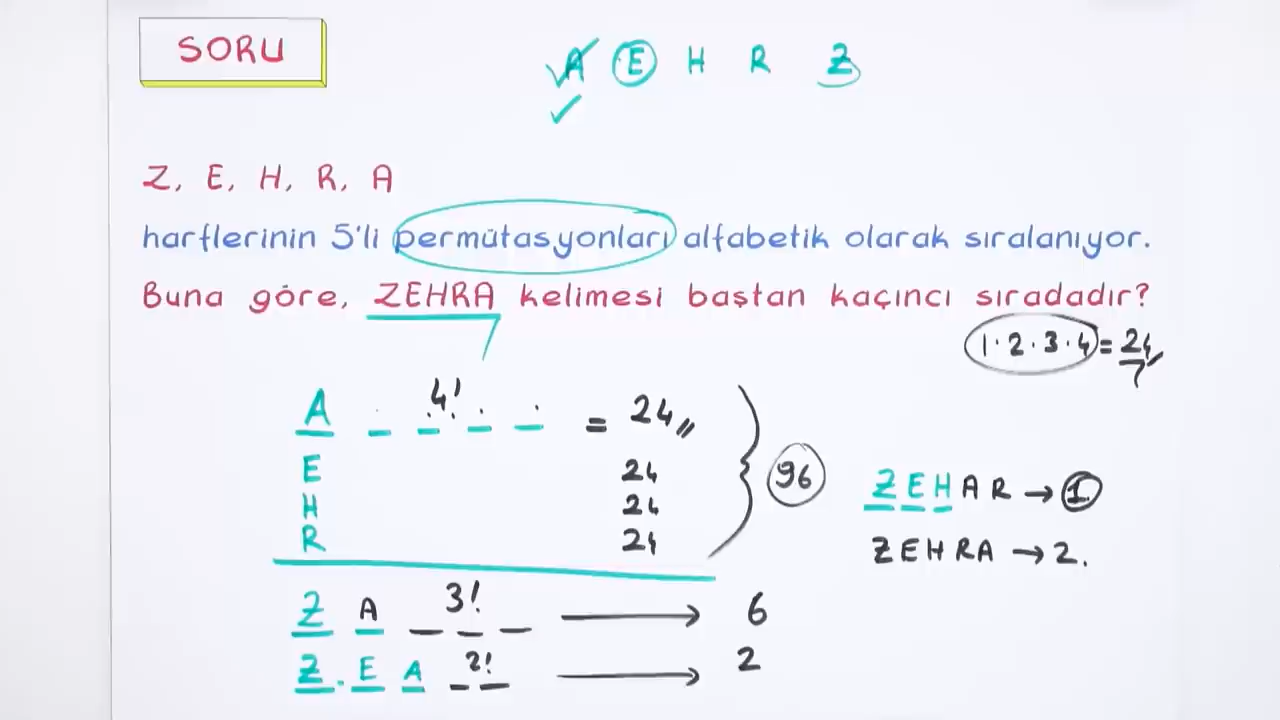 SORU
A E H R Z
Z, E, H, R, A
harflerinin 5'li permütasyonları alfabetik olarak sıralanıyor.
Buna göre, ZEHRA kelimesi baştan kaçıncı sıradadır?
1·2·3·4 = 24
A 4! = 24
E 24
H 24
R 24
96
ZEHAR → 1
ZEHRA → 2.
Z A 3! → 6
Z.EA 2! → 2